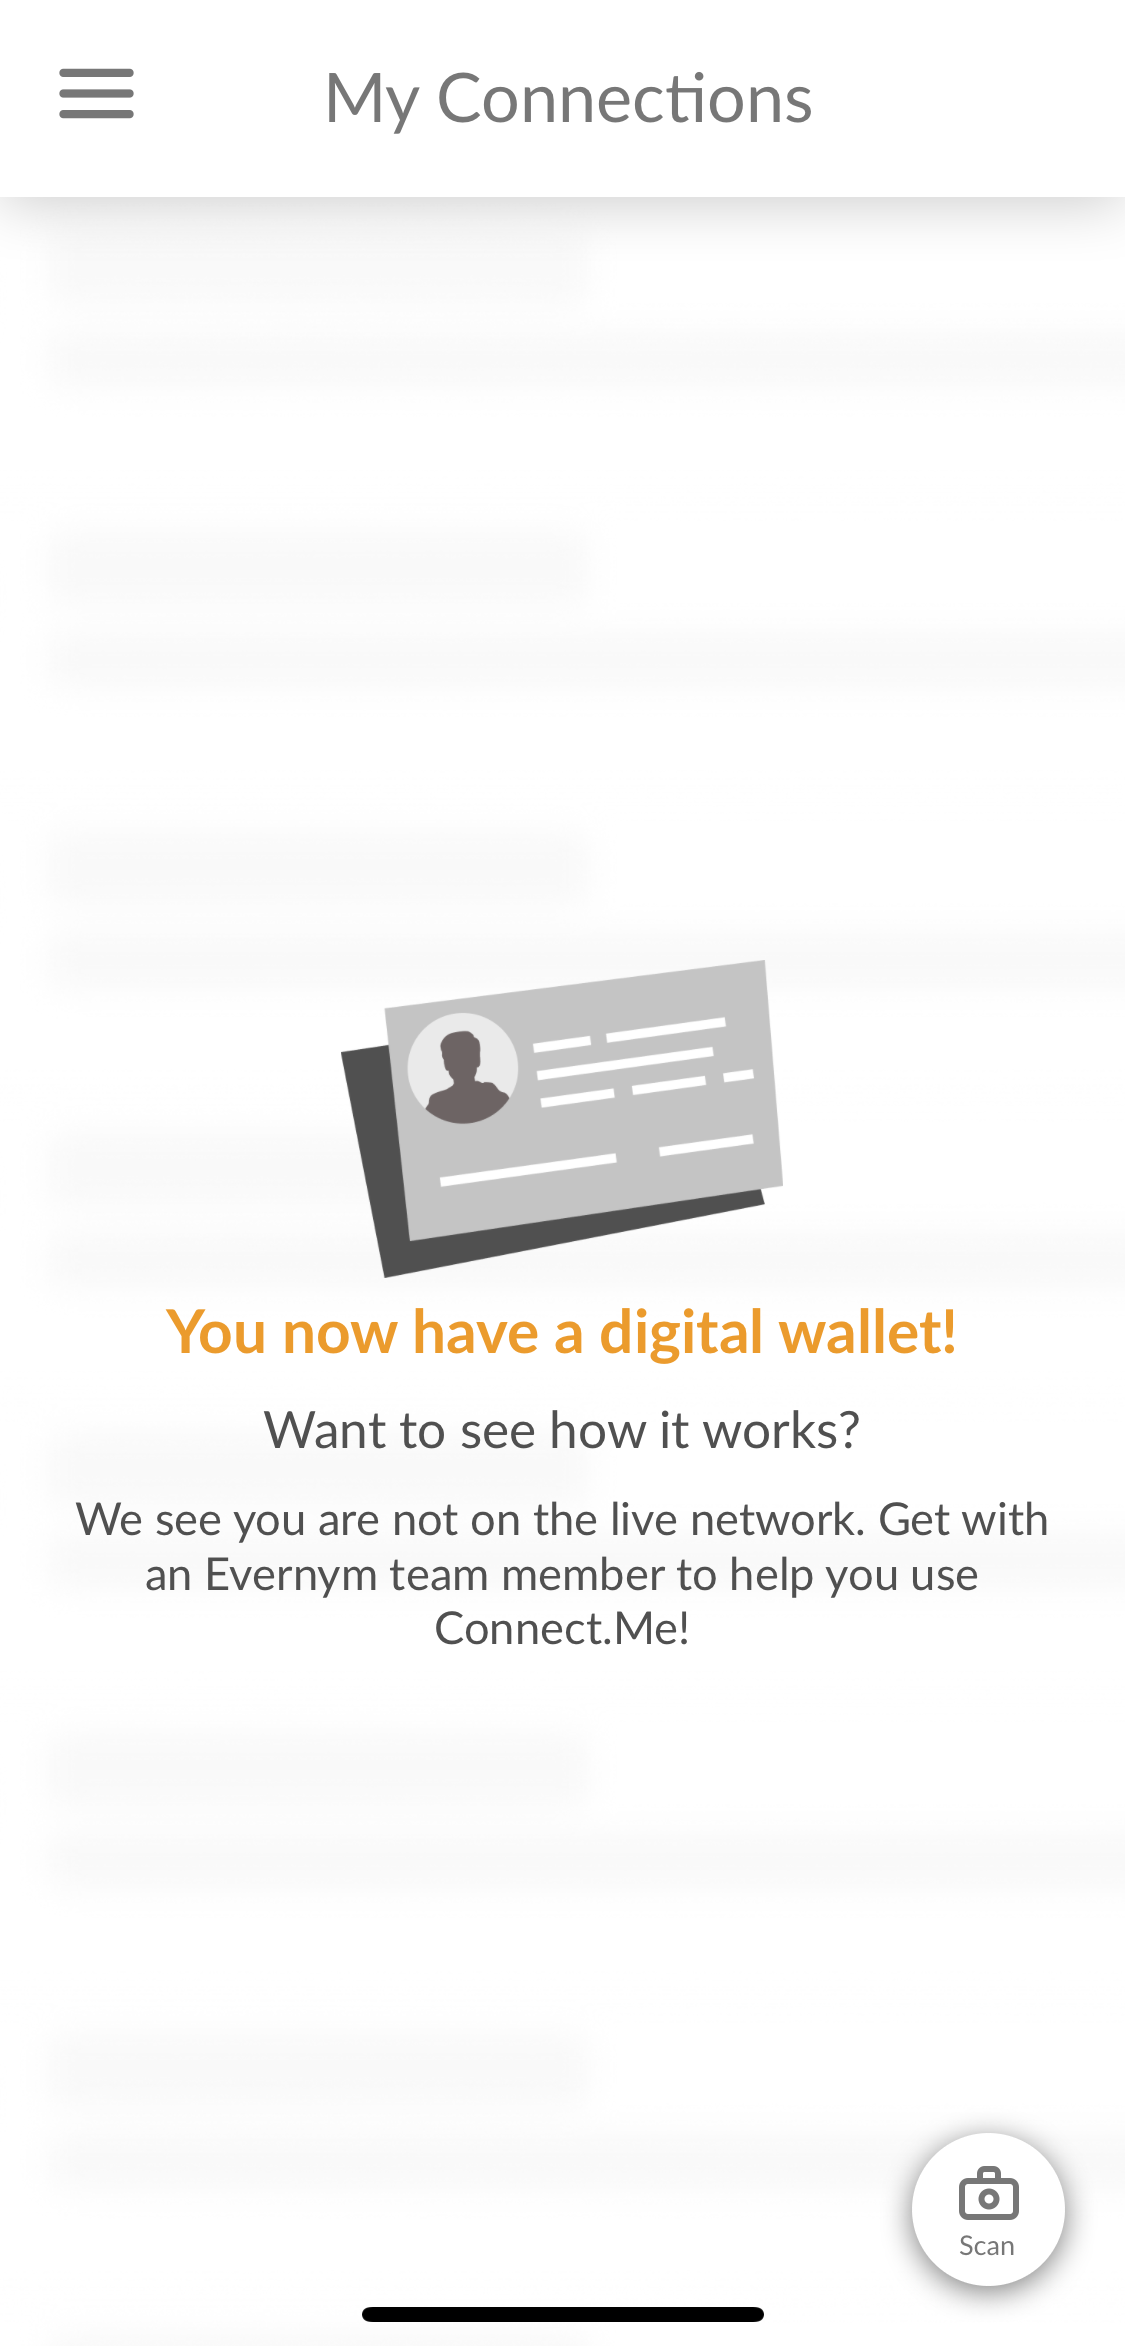 My Connections
You now have a digital wallet!
Want to see how it works?
We see you are not on the live network. Get with
an Evernym team member to help you use
Connect.Me!
Scan